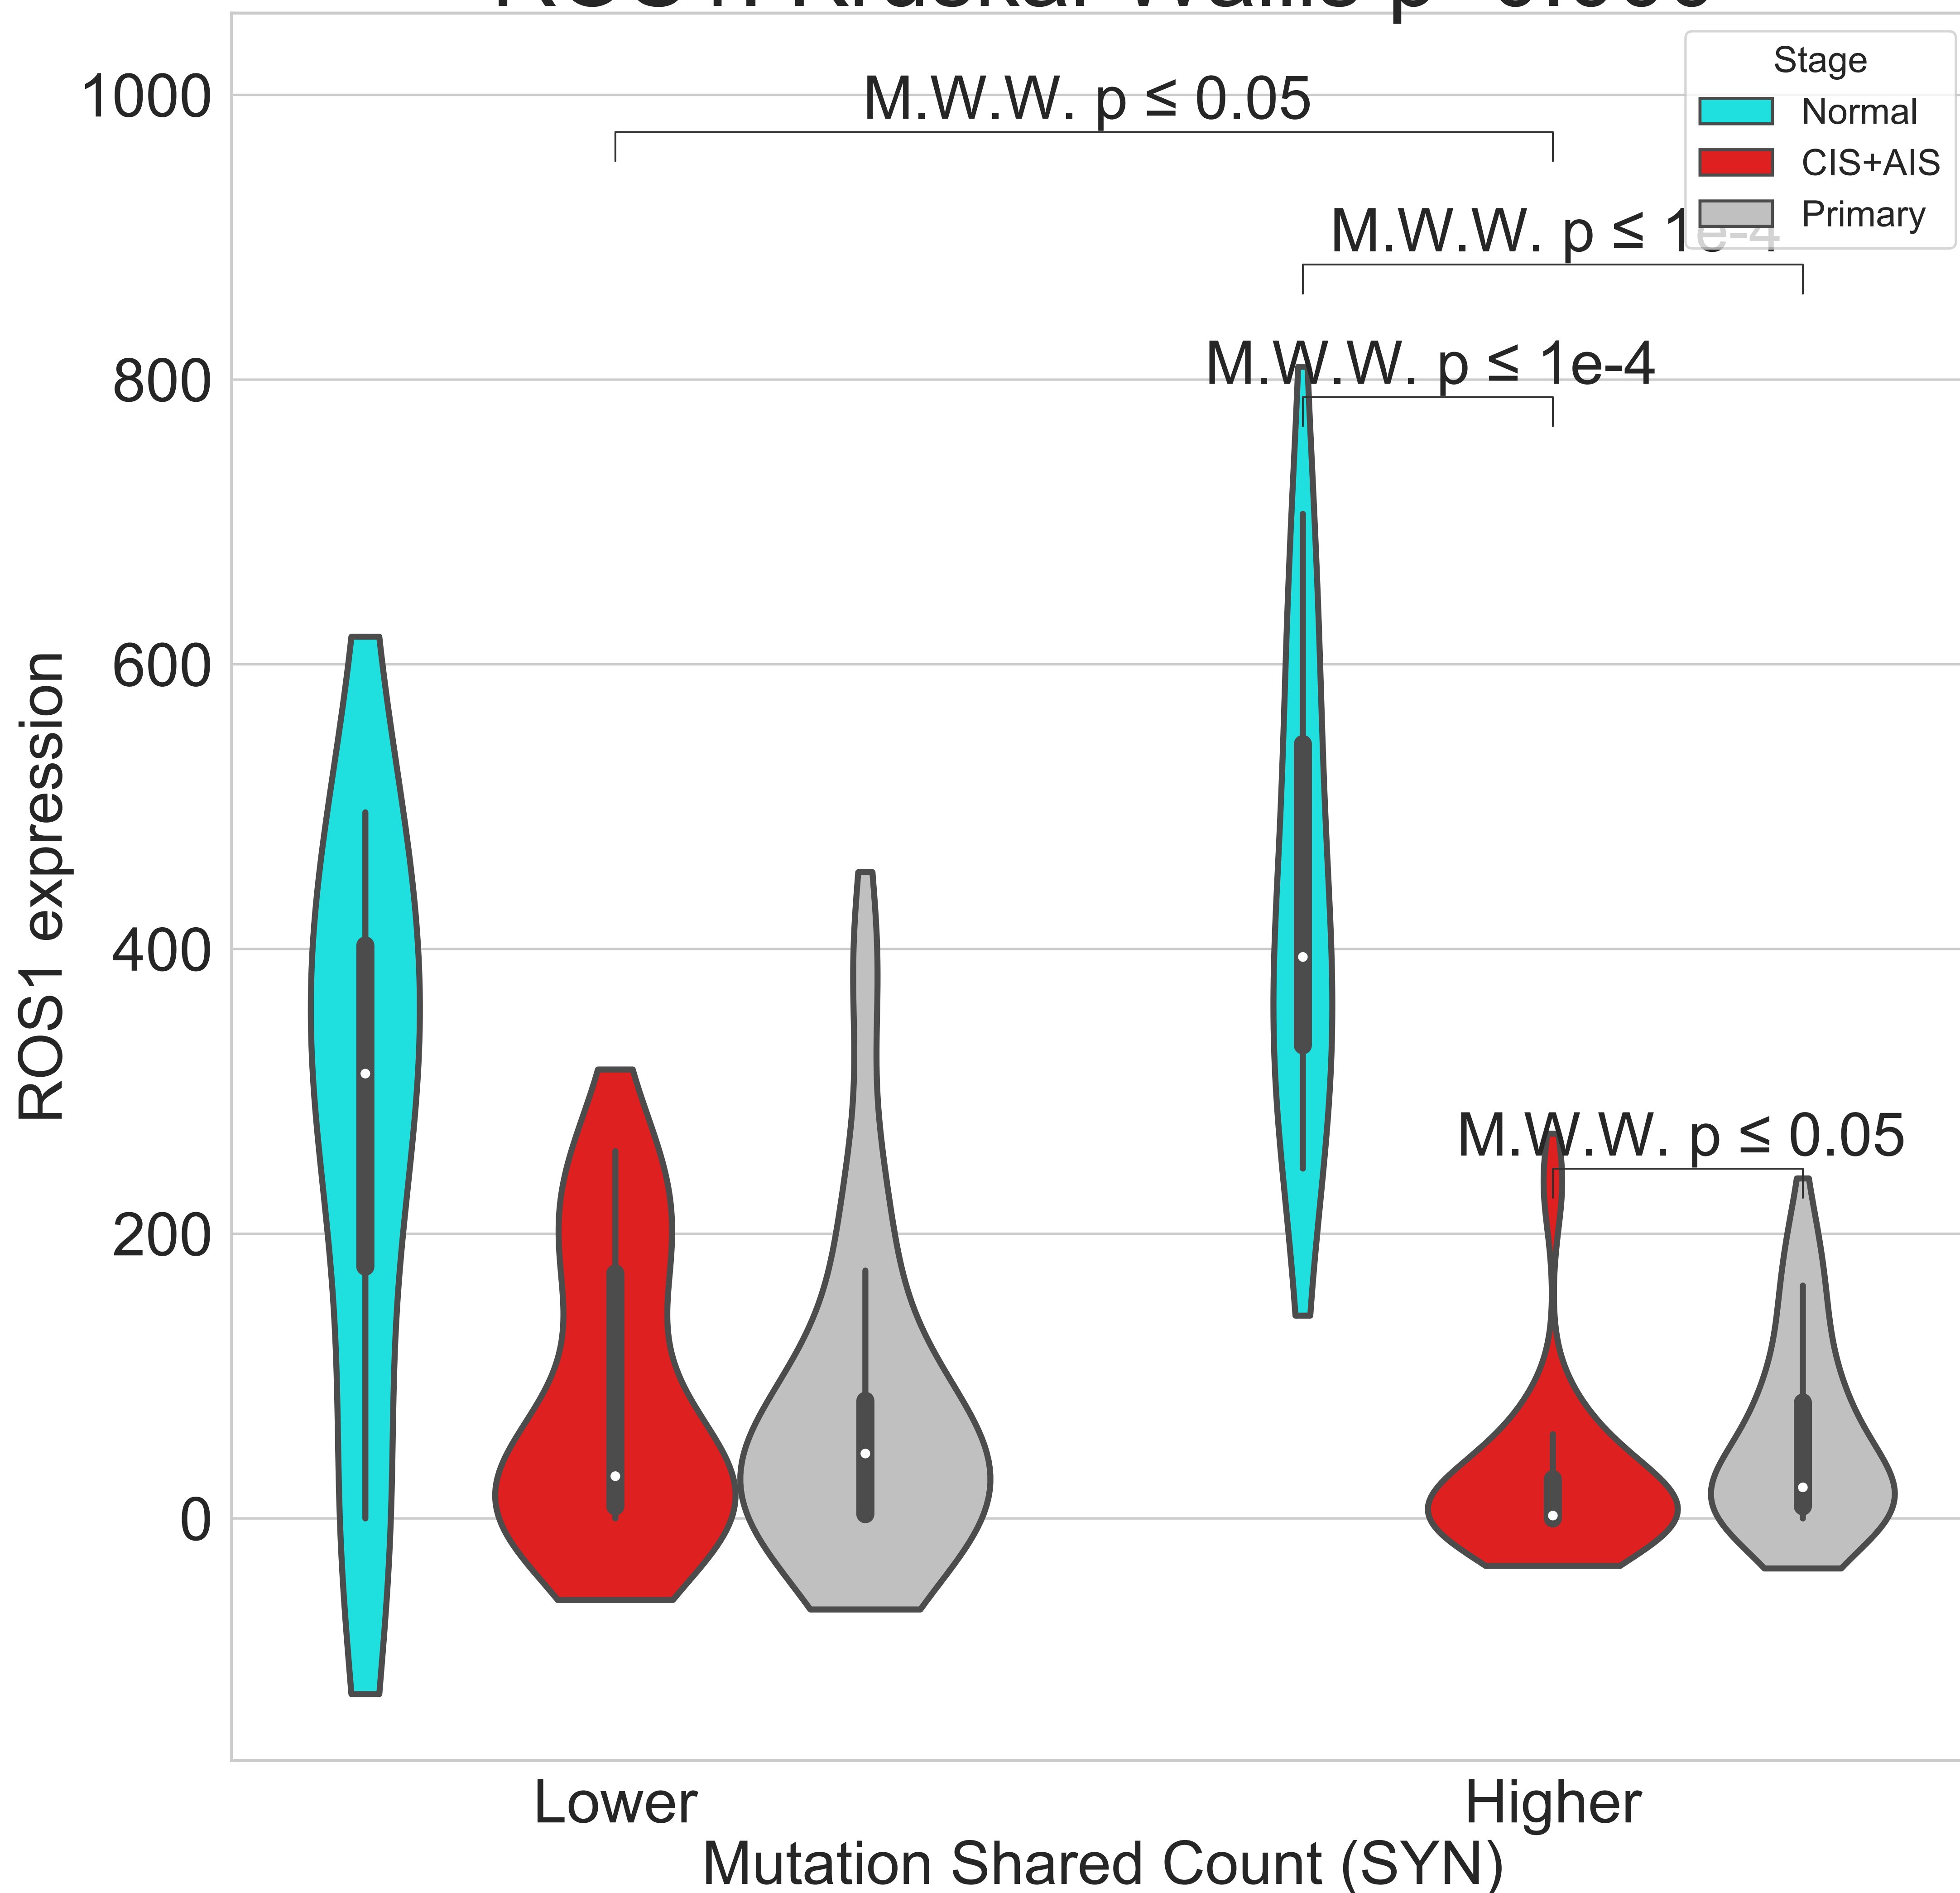 M.W.W. p ≤ 0.05
M.W.W. p ≤ 1e-4
M.W.W. p ≤ 1e-4
M.W.W. p ≤ 0.05
Stage
Normal
CIS+AIS
Primary
1000
800
600
400
200
0
ROS1 expression
Lower
Higher
Mutation Shared Count (SYN)